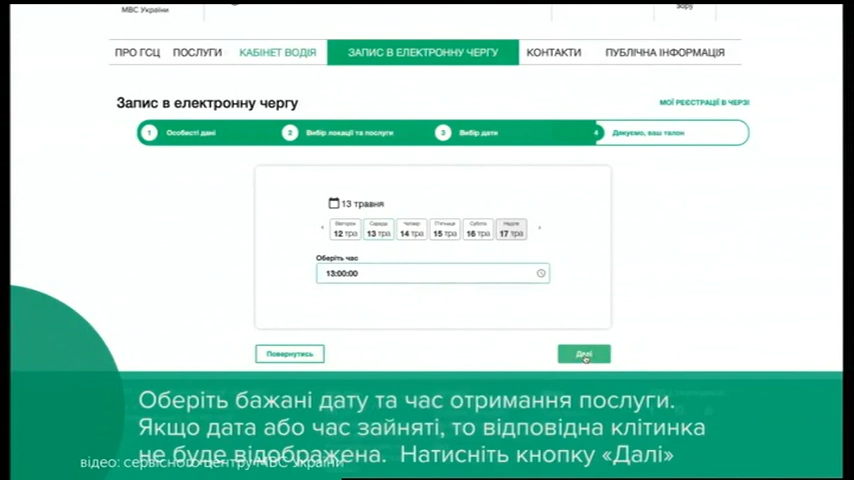 МВС України
ПРО ГСЦ ПОСЛУГИ КАБІНЕТ ВОДІЯ ЗАПИС В ЕЛЕКТРОННУ ЧЕРГУ КОНТАКТИ ПУБЛІЧНА ІНФОРМАЦІЯ
Запис в електронну чергу
МОЇ РЕЄСТРАЦІЇ В ЧЕРЗІ
1 Особисті дані 2 Вибір локації та послуги 3 Вибір дати 4 Дякуємо, ваш талон
13 травня
Вівторок Середа Четвер П'ятниця Субота Неділя
12 тра 13 тра 14 тра 15 тра 16 тра 17 тра
Оберіть час
13:00:00
Повернутись Далі
Оберіть бажані дату та час отримання послуги.
Якщо дата або час зайняті, то відповідна клітинка
не буде відображена. Натисніть кнопку «Далі»
відео: сервісного центру МВС України